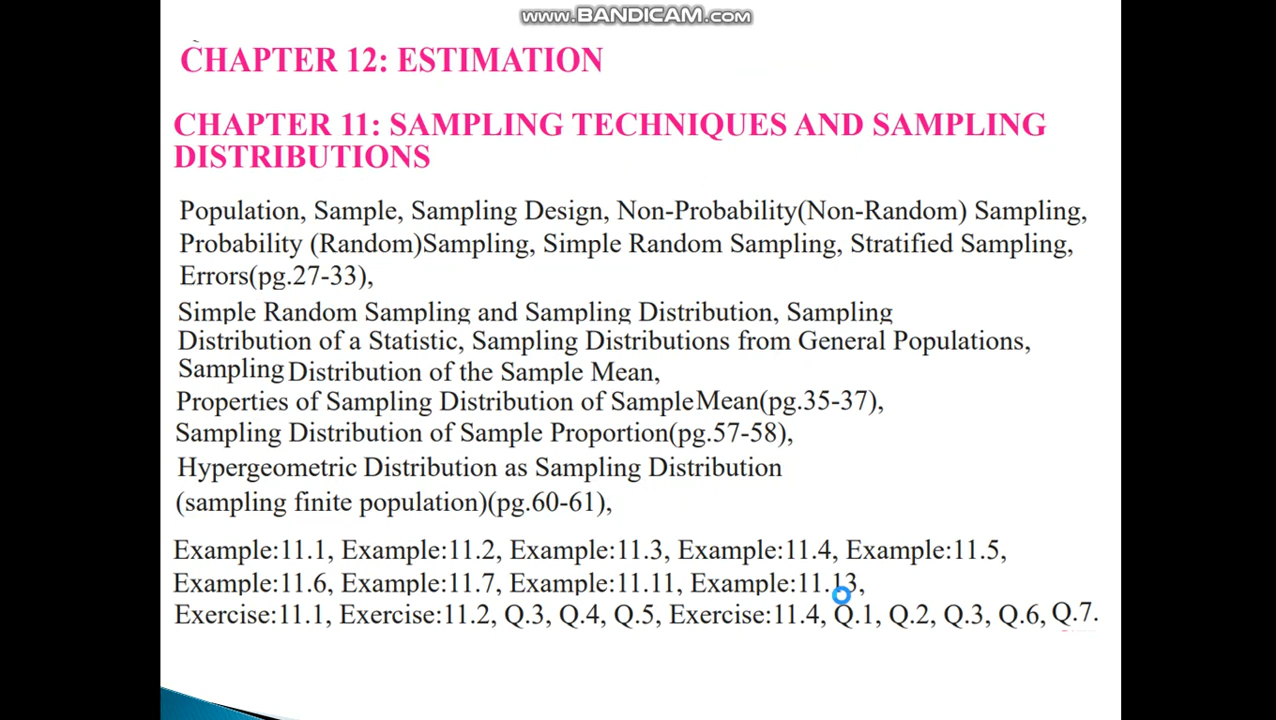 www.BANDICAM.com
CHAPTER 12: ESTIMATION
CHAPTER 11: SAMPLING TECHNIQUES AND SAMPLING
DISTRIBUTIONS
Population, Sample, Sampling Design, Non-Probability(Non-Random) Sampling,
Probability (Random)Sampling, Simple Random Sampling, Stratified Sampling,
Errors(pg.27-33),
Simple Random Sampling and Sampling Distribution, Sampling
Distribution of a Statistic, Sampling Distributions from General Populations,
Sampling Distribution of the Sample Mean,
Properties of Sampling Distribution of Sample Mean(pg.35-37),
Sampling Distribution of Sample Proportion(pg.57-58),
Hypergeometric Distribution as Sampling Distribution
(sampling finite population)(pg.60-61),
Example:11.1, Example:11.2, Example:11.3, Example:11.4, Example:11.5,
Example:11.6, Example:11.7, Example:11.11, Example:11.13,
Exercise:11.1, Exercise:11.2, Q.3, Q.4, Q.5, Exercise:11.4, Q.1, Q.2, Q.3, Q.6, Q.7.